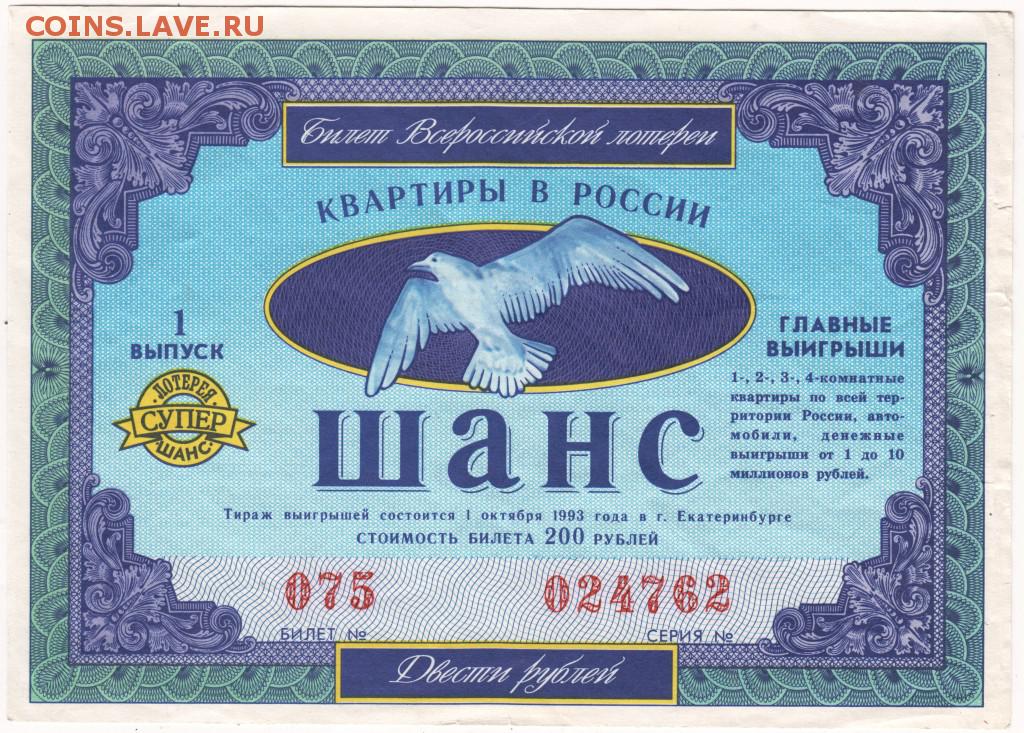 COINS.LAVE.RU
Билет Всероссийской лотереи
КВАРТИРЫ В РОССИИ
1
ВЫПУСК
ЛОТЕРЕЯ
СУПЕР
ШАНС
ГЛАВНЫЕ
ВЫИГРЫШИ
1-, 2-, 3-, 4-комнатные
квартиры по всей тер-
ритории России, авто-
мобили, денежные
выигрыши от 1 до 10
миллионов рублей.
шанс
Тираж выигрышей состоится 1 октября 1993 года в г. Екатеринбурге
СТОИМОСТЬ БИЛЕТА 200 РУБЛЕЙ
075 024762
БИЛЕТ № СЕРИЯ №
Двести рублей